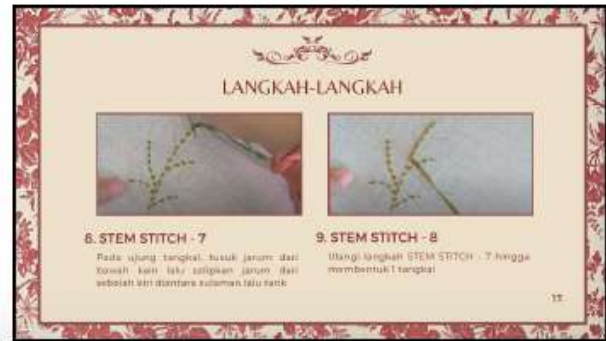 LANGKAH-LANGKAH
8. STEM STITCH - 7
Pada ujung tangkai, tusuk jarum dari
bawah kain lalu selipkan jarum dari
sebelah kiri diantara sulaman lalu tarik
9. STEM STITCH - 8
Ulangi langkah STEM STITCH - 7 hingga
membentuk 1 tangkai